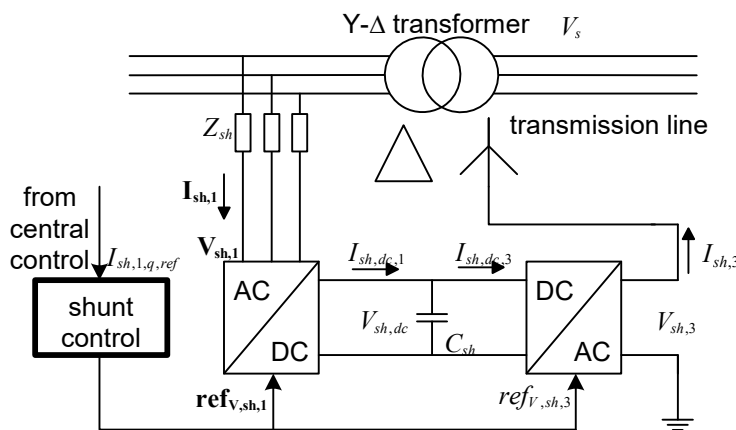 Y-Δ transformer
V_s
Z_sh
transmission line
from
central
control
I_sh,1
I_sh,1,q,ref
V_sh,1
I_sh,dc,1
I_sh,dc,3
I_sh,3
shunt
control
AC
DC
V_sh,dc
C_sh
DC
AC
V_sh,3
ref_V,sh,1
ref_V,sh,3